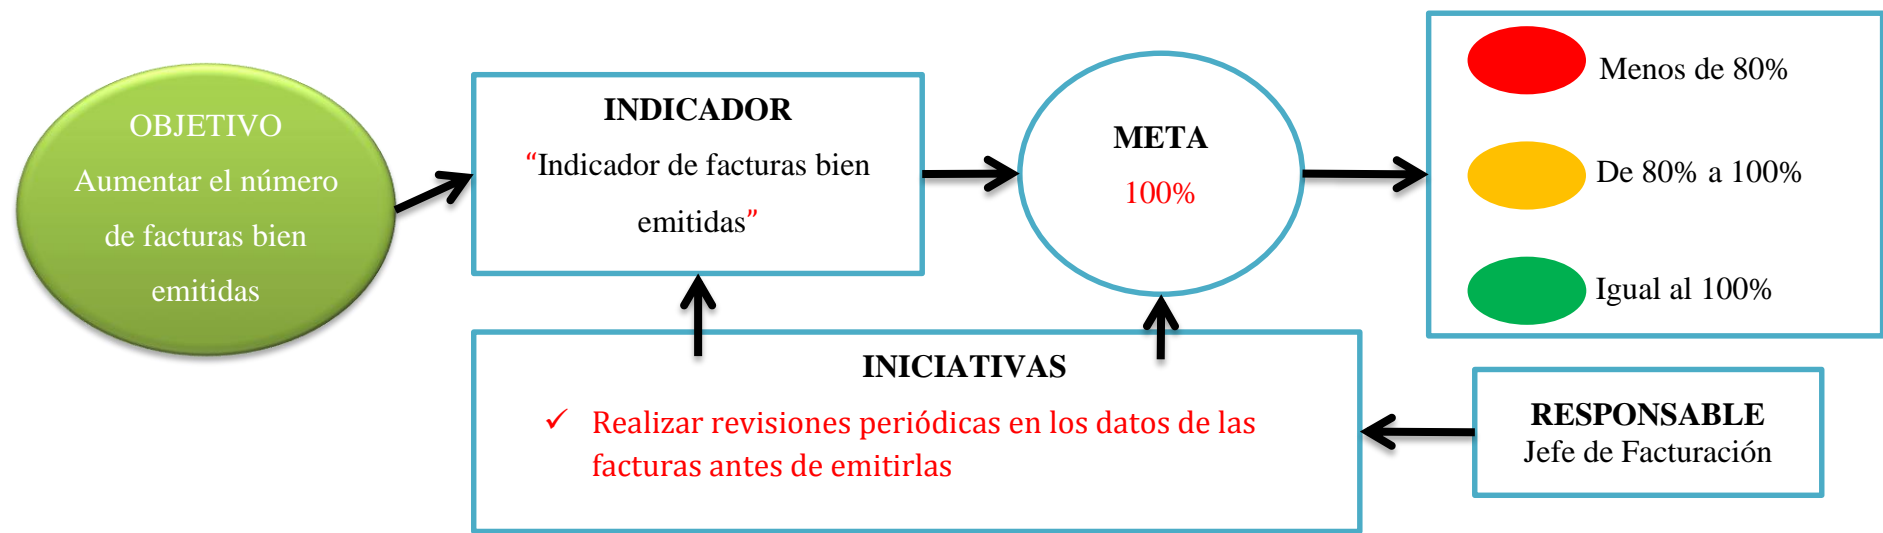 OBJETIVO
Aumentar el número
de facturas bien
emitidas
INDICADOR
“Indicador de facturas bien
emitidas”
META
100%
Menos de 80%
De 80% a 100%
Igual al 100%
INICIATIVAS
✓ Realizar revisiones periódicas en los datos de las
facturas antes de emitirlas
RESPONSABLE
Jefe de Facturación